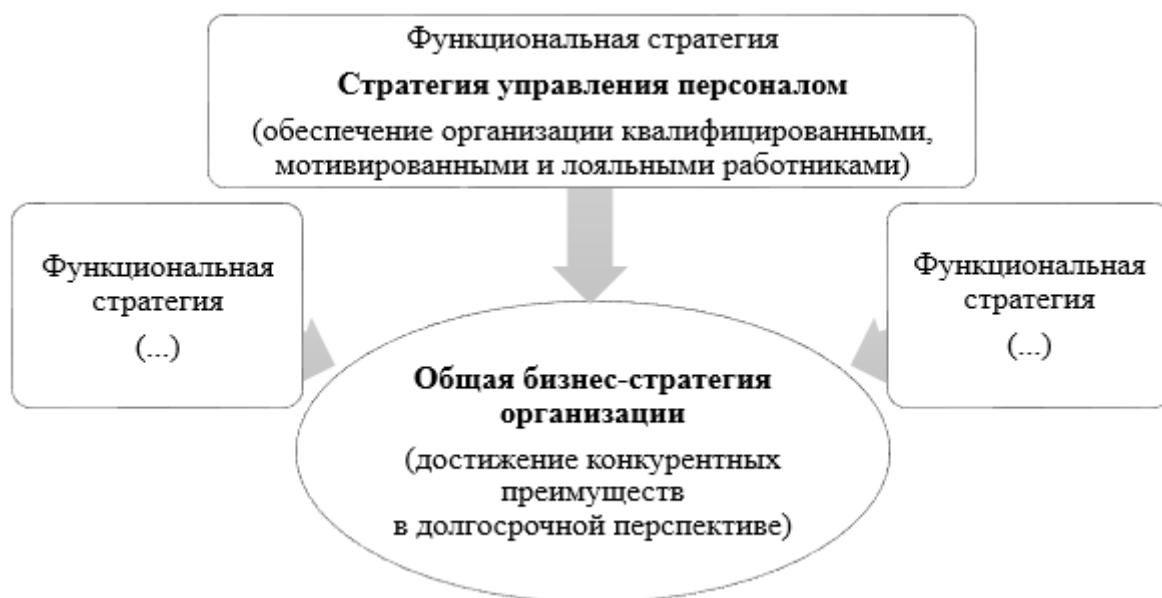 Функциональная стратегия
Стратегия управления персоналом
(обеспечение организации квалифицированными,
мотивированными и лояльными работниками)
Функциональная
стратегия
(...)
Функциональная
стратегия
(...)
Общая бизнес-стратегия
организации
(достижение конкурентных
преимуществ
в долгосрочной перспективе)